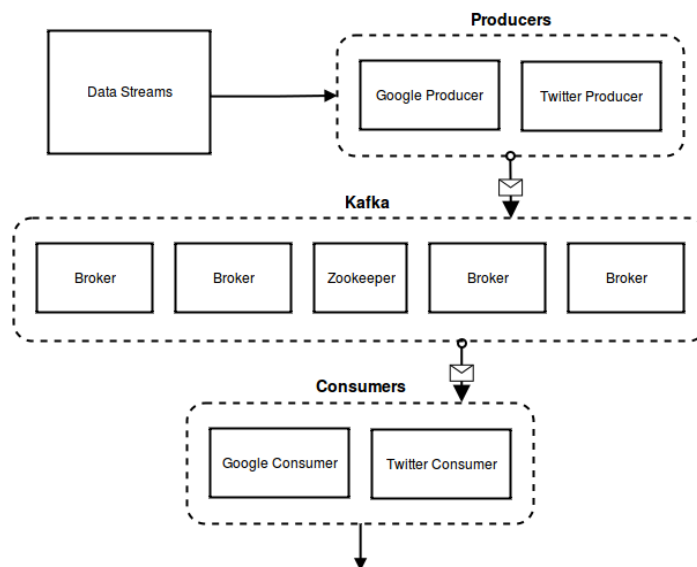 Producers
Data Streams
Google Producer
Twitter Producer
Kafka
Broker
Broker
Zookeeper
Broker
Broker
Consumers
Google Consumer
Twitter Consumer